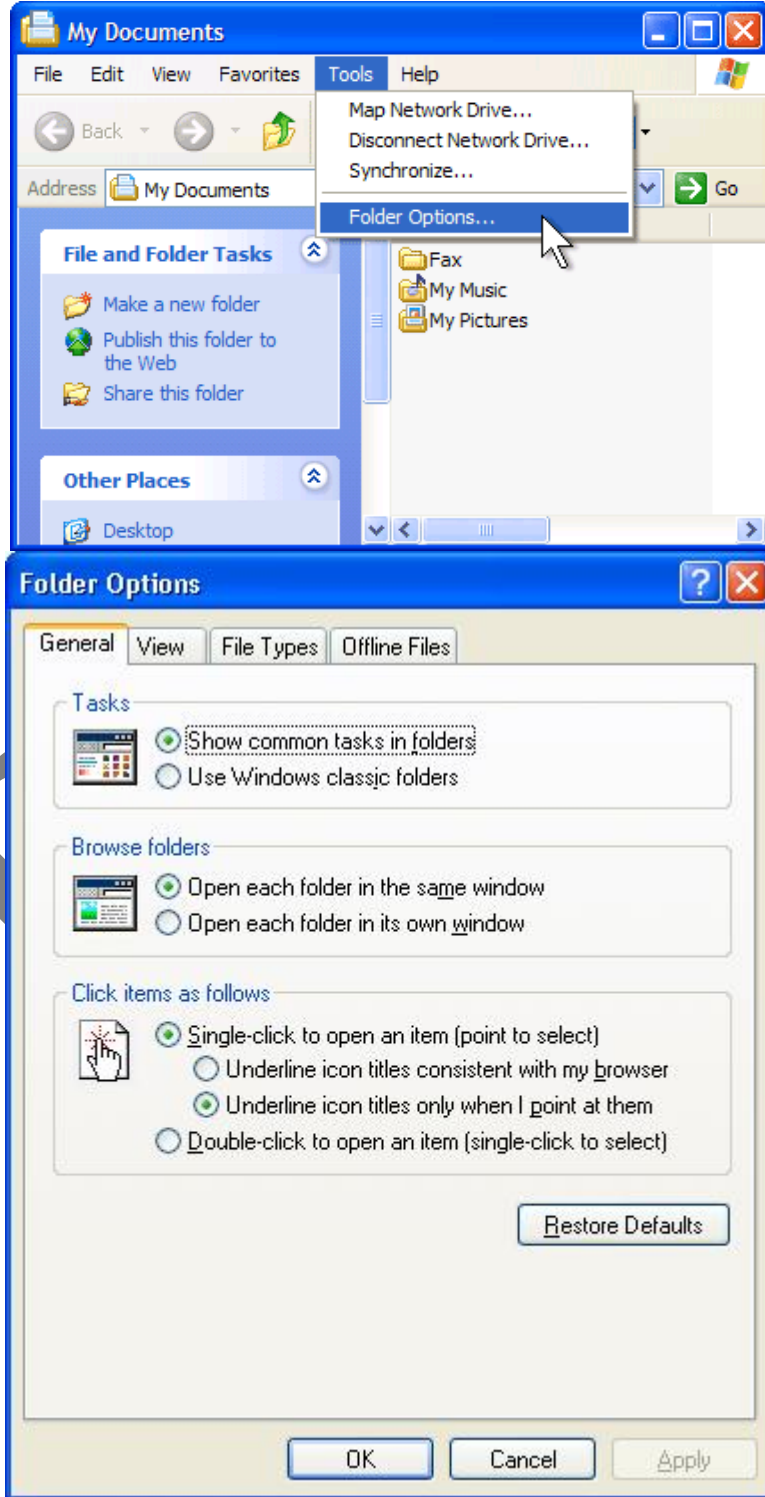 My Documents
File Edit View Favorites Tools Help
Map Network Drive...
Back
Disconnect Network Drive...
Synchronize...
Address My Documents Go
Folder Options...
File and Folder Tasks
Fax
Make a new folder
My Music
Publish this folder to
the Web
My Pictures
Share this folder
Other Places
Desktop
Folder Options
General View File Types Offline Files
Tasks
Show common tasks in folders
Use Windows classic folders
Browse folders
Open each folder in the same window
Open each folder in its own window
Click items as follows
Single-click to open an item (point to select)
Underline icon titles consistent with my browser
Underline icon titles only when I point at them
Double-click to open an item (single-click to select)
Restore Defaults
OK Cancel Apply